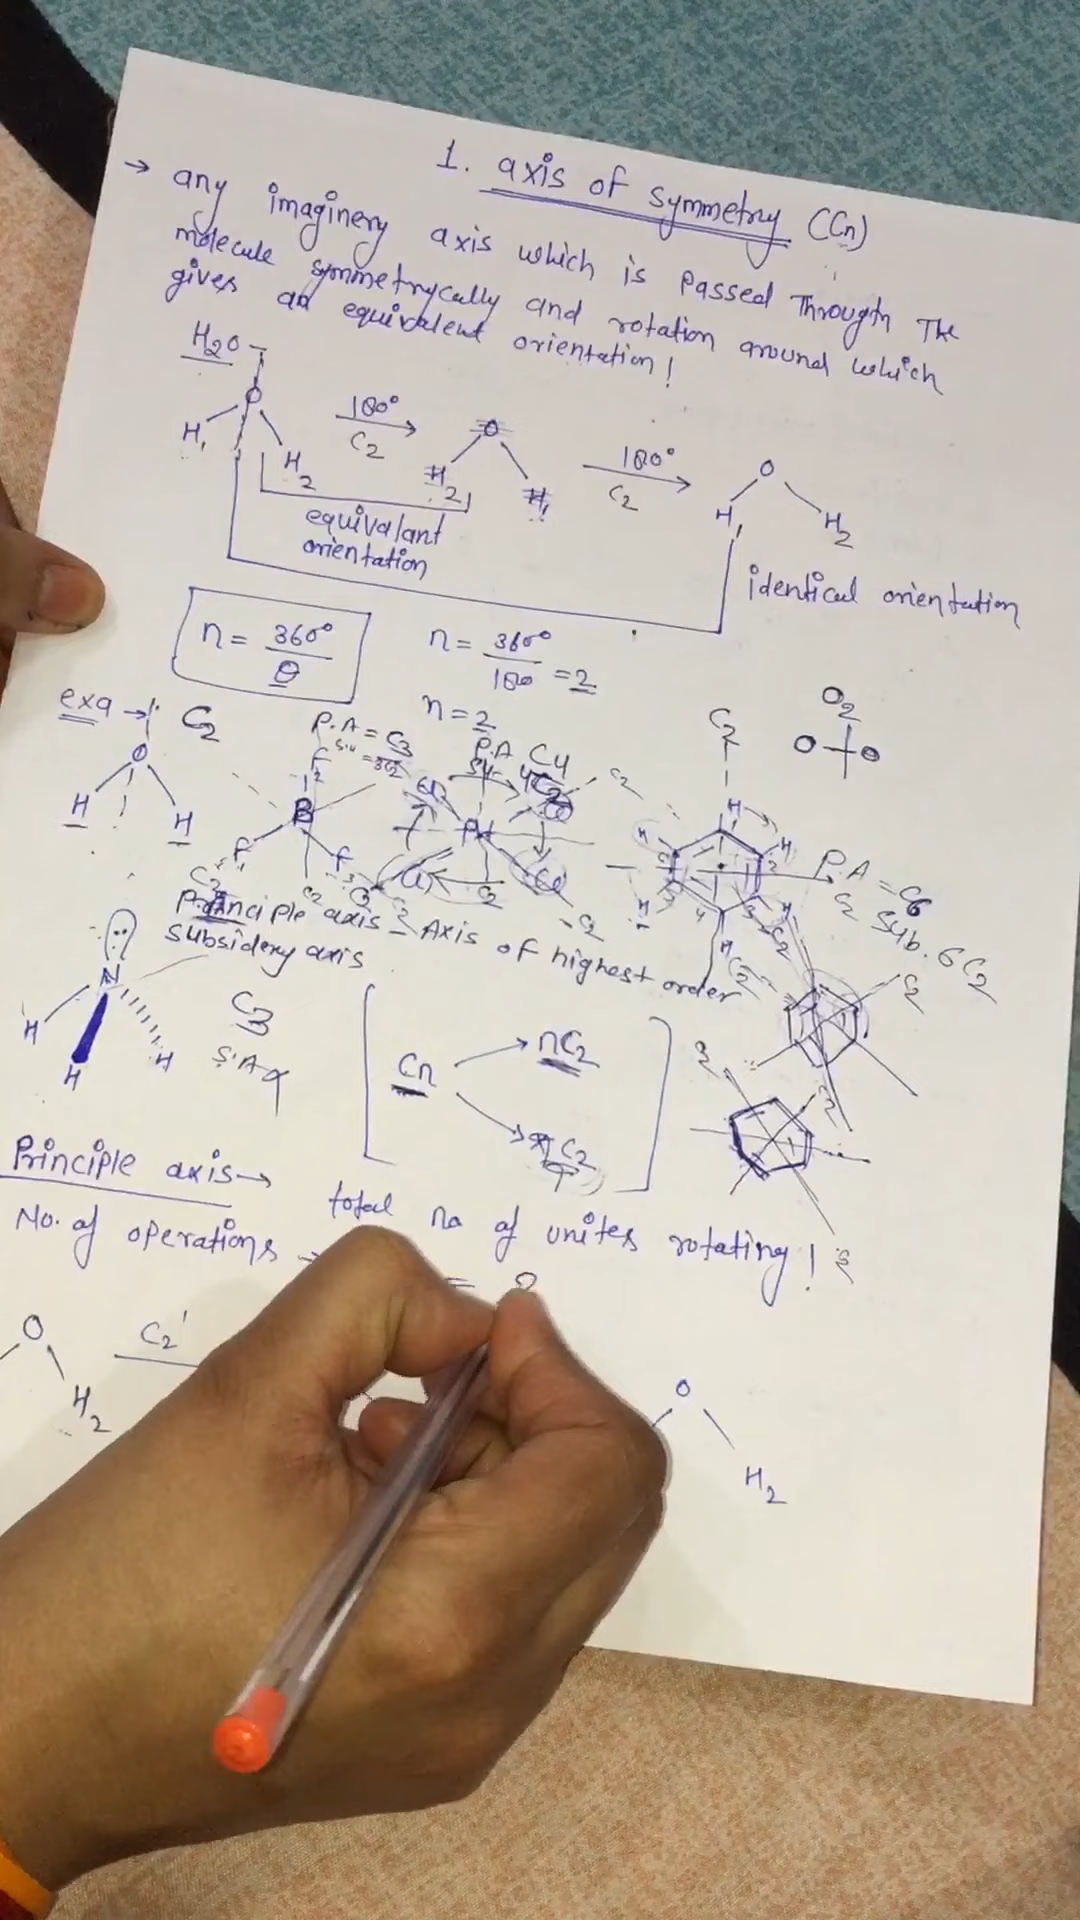 1. axis of symmetry (Cn)
→ any imaginery axis which is passed Through The
molecule symmetrycally and rotation around which
gives an equivalent orientation!
H2O
O
H1 H2
180°
C2
O
H2 H1
180°
C2
O
H1 H2
equivalant
orientation
identical orientation
n = 360°/θ
n = 360°/180 = 2
n = 2
exa → C2
O
H H
P.A = C3
B
F
F
P.A C4
C2
C2
O2
O O
P.A = C6
Sub. 6C2
Principle axis - Axis of highest order
Subsidery axis
N
H
H
H
C3
S.A
Cn → nC2
C2
Principle axis → total no of unites rotating!
No. of operations →
O
H2
C2'
= 
O
H2